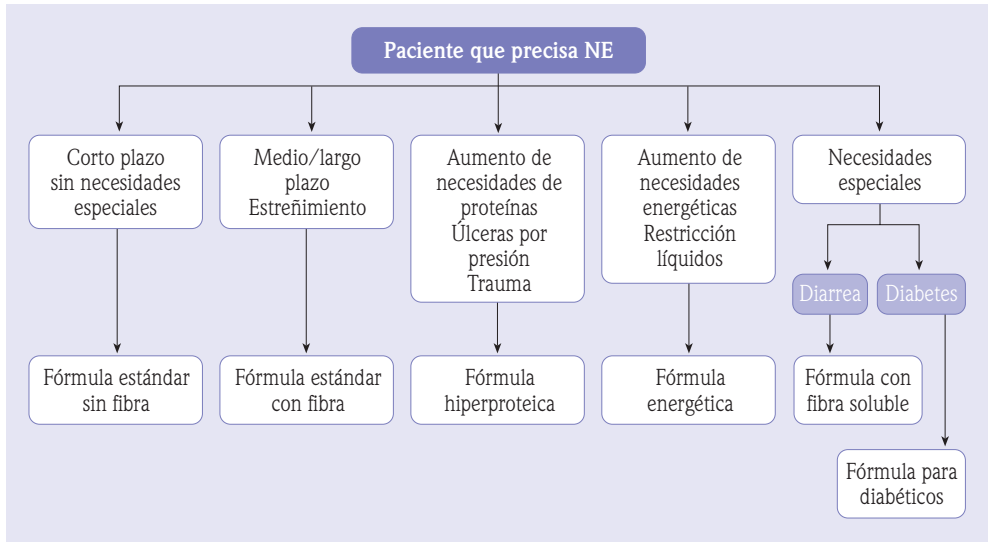 Paciente que precisa NE
Corto plazo
sin necesidades
especiales
Medio/largo
plazo
Estreñimiento
Aumento de
necesidades de
proteínas
Úlceras por
presión
Trauma
Aumento de
necesidades
energéticas
Restricción
líquidos
Necesidades
especiales
Diarrea
Diabetes
Fórmula estándar
sin fibra
Fórmula estándar
con fibra
Fórmula
hiperproteica
Fórmula
energética
Fórmula con
fibra soluble
Fórmula para
diabéticos